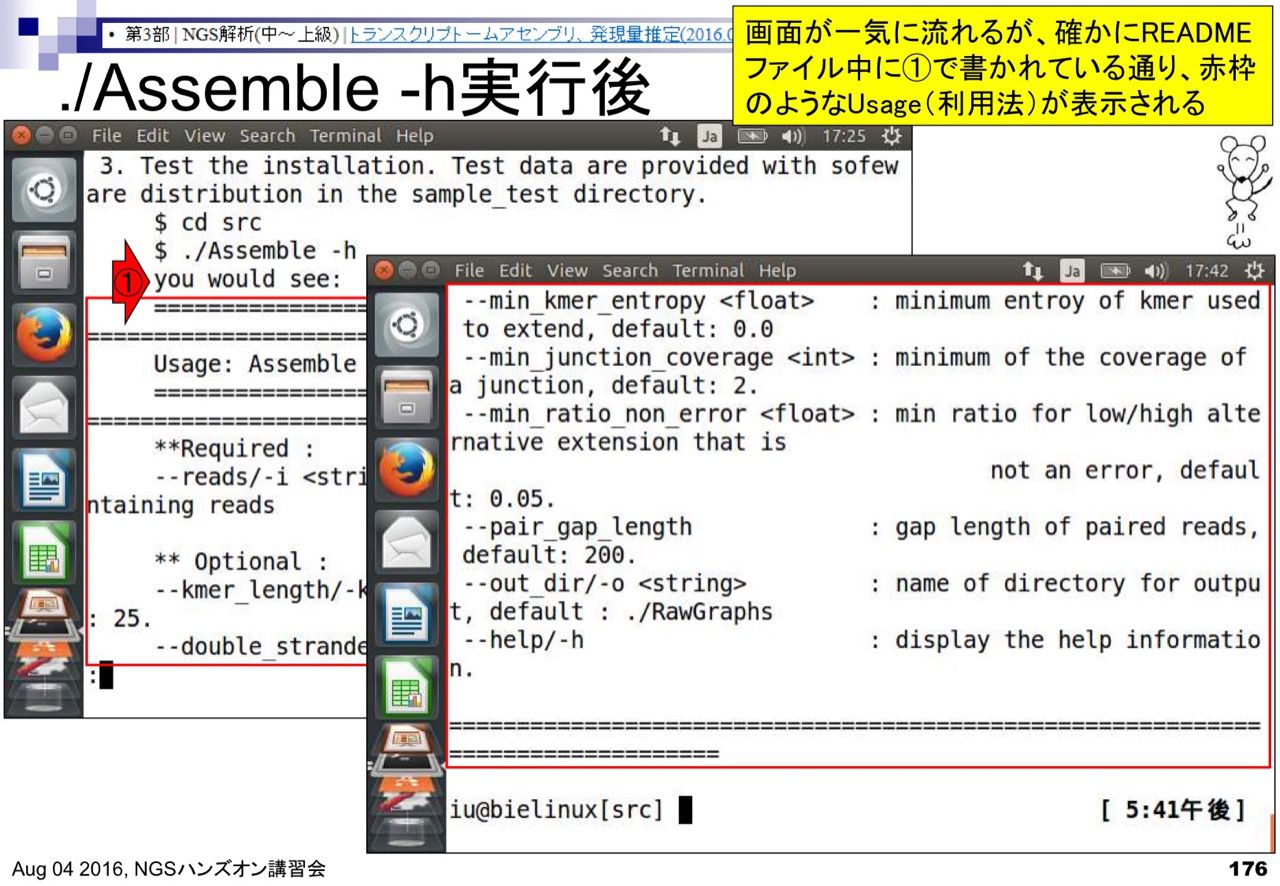 • 第3部 | NGS解析(中～上級) | トランスクリプトームアセンブリ、発現量推定(2016.0
画面が一気に流れるが、確かにREADME
ファイル中に①で書かれている通り、赤枠
のようなUsage（利用法）が表示される
./Assemble -h実行後
File Edit View Search Terminal Help
Ja
17:25
3. Test the installation. Test data are provided with sofew
are distribution in the sample_test directory.
$ cd src
$ ./Assemble -h
①
you would see:
===============
=====================
Usage: Assemble
===============
=====================
**Required :
--reads/-i <stri
ntaining reads
** Optional :
--kmer_length/-k
: 25.
--double_strande
:
File Edit View Search Terminal Help
Ja
17:42
--min_kmer_entropy <float> : minimum entroy of kmer used
to extend, default: 0.0
--min_junction_coverage <int> : minimum of the coverage of
a junction, default: 2.
--min_ratio_non_error <float> : min ratio for low/high alte
rnative extension that is
not an error, defaul
t: 0.05.
--pair_gap_length : gap length of paired reads,
default: 200.
--out_dir/-o <string> : name of directory for outpu
t, default : ./RawGraphs
--help/-h : display the help informatio
n.
============================================================
====================
iu@bielinux[src] [ 5:41午後]
Aug 04 2016, NGSハンズオン講習会
176